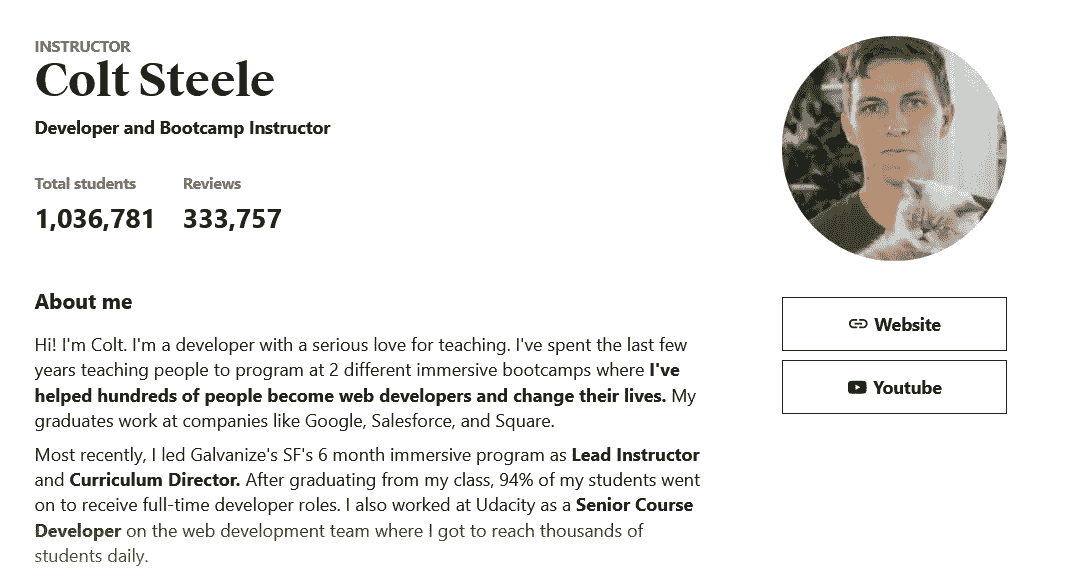 INSTRUCTOR
Colt Steele
Developer and Bootcamp Instructor
Total students Reviews
1,036,781 333,757
About me
Hi! I'm Colt. I'm a developer with a serious love for teaching. I've spent the last few
years teaching people to program at 2 different immersive bootcamps where I've
helped hundreds of people become web developers and change their lives. My
graduates work at companies like Google, Salesforce, and Square.
Most recently, I led Galvanize's SF's 6 month immersive program as Lead Instructor
and Curriculum Director. After graduating from my class, 94% of my students went
on to receive full-time developer roles. I also worked at Udacity as a Senior Course
Developer on the web development team where I got to reach thousands of
students daily.
Website
Youtube